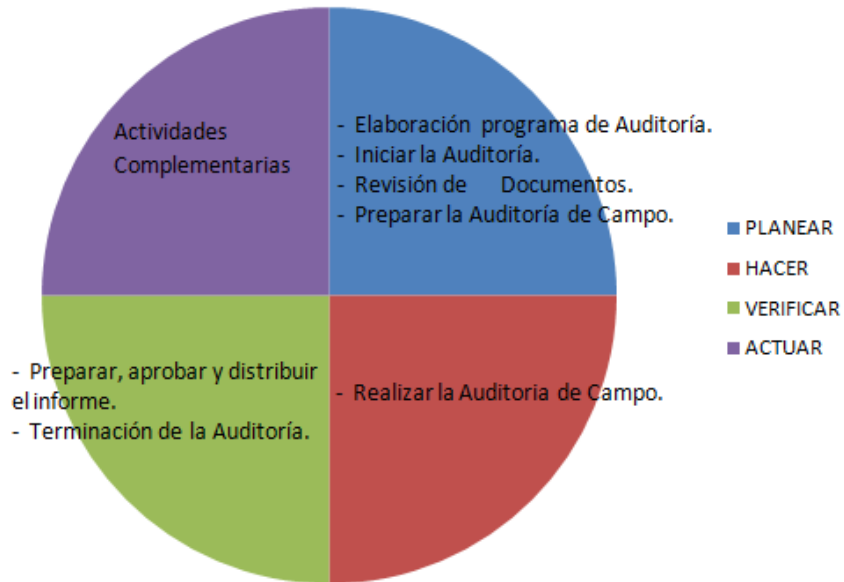 Actividades
Complementarias
- Elaboración programa de Auditoría.
- Iniciar la Auditoría.
- Revisión de Documentos.
- Preparar la Auditoría de Campo.
- Preparar, aprobar y distribuir
el informe.
- Terminación de la Auditoría.
- Realizar la Auditoria de Campo.
PLANEAR
HACER
VERIFICAR
ACTUAR